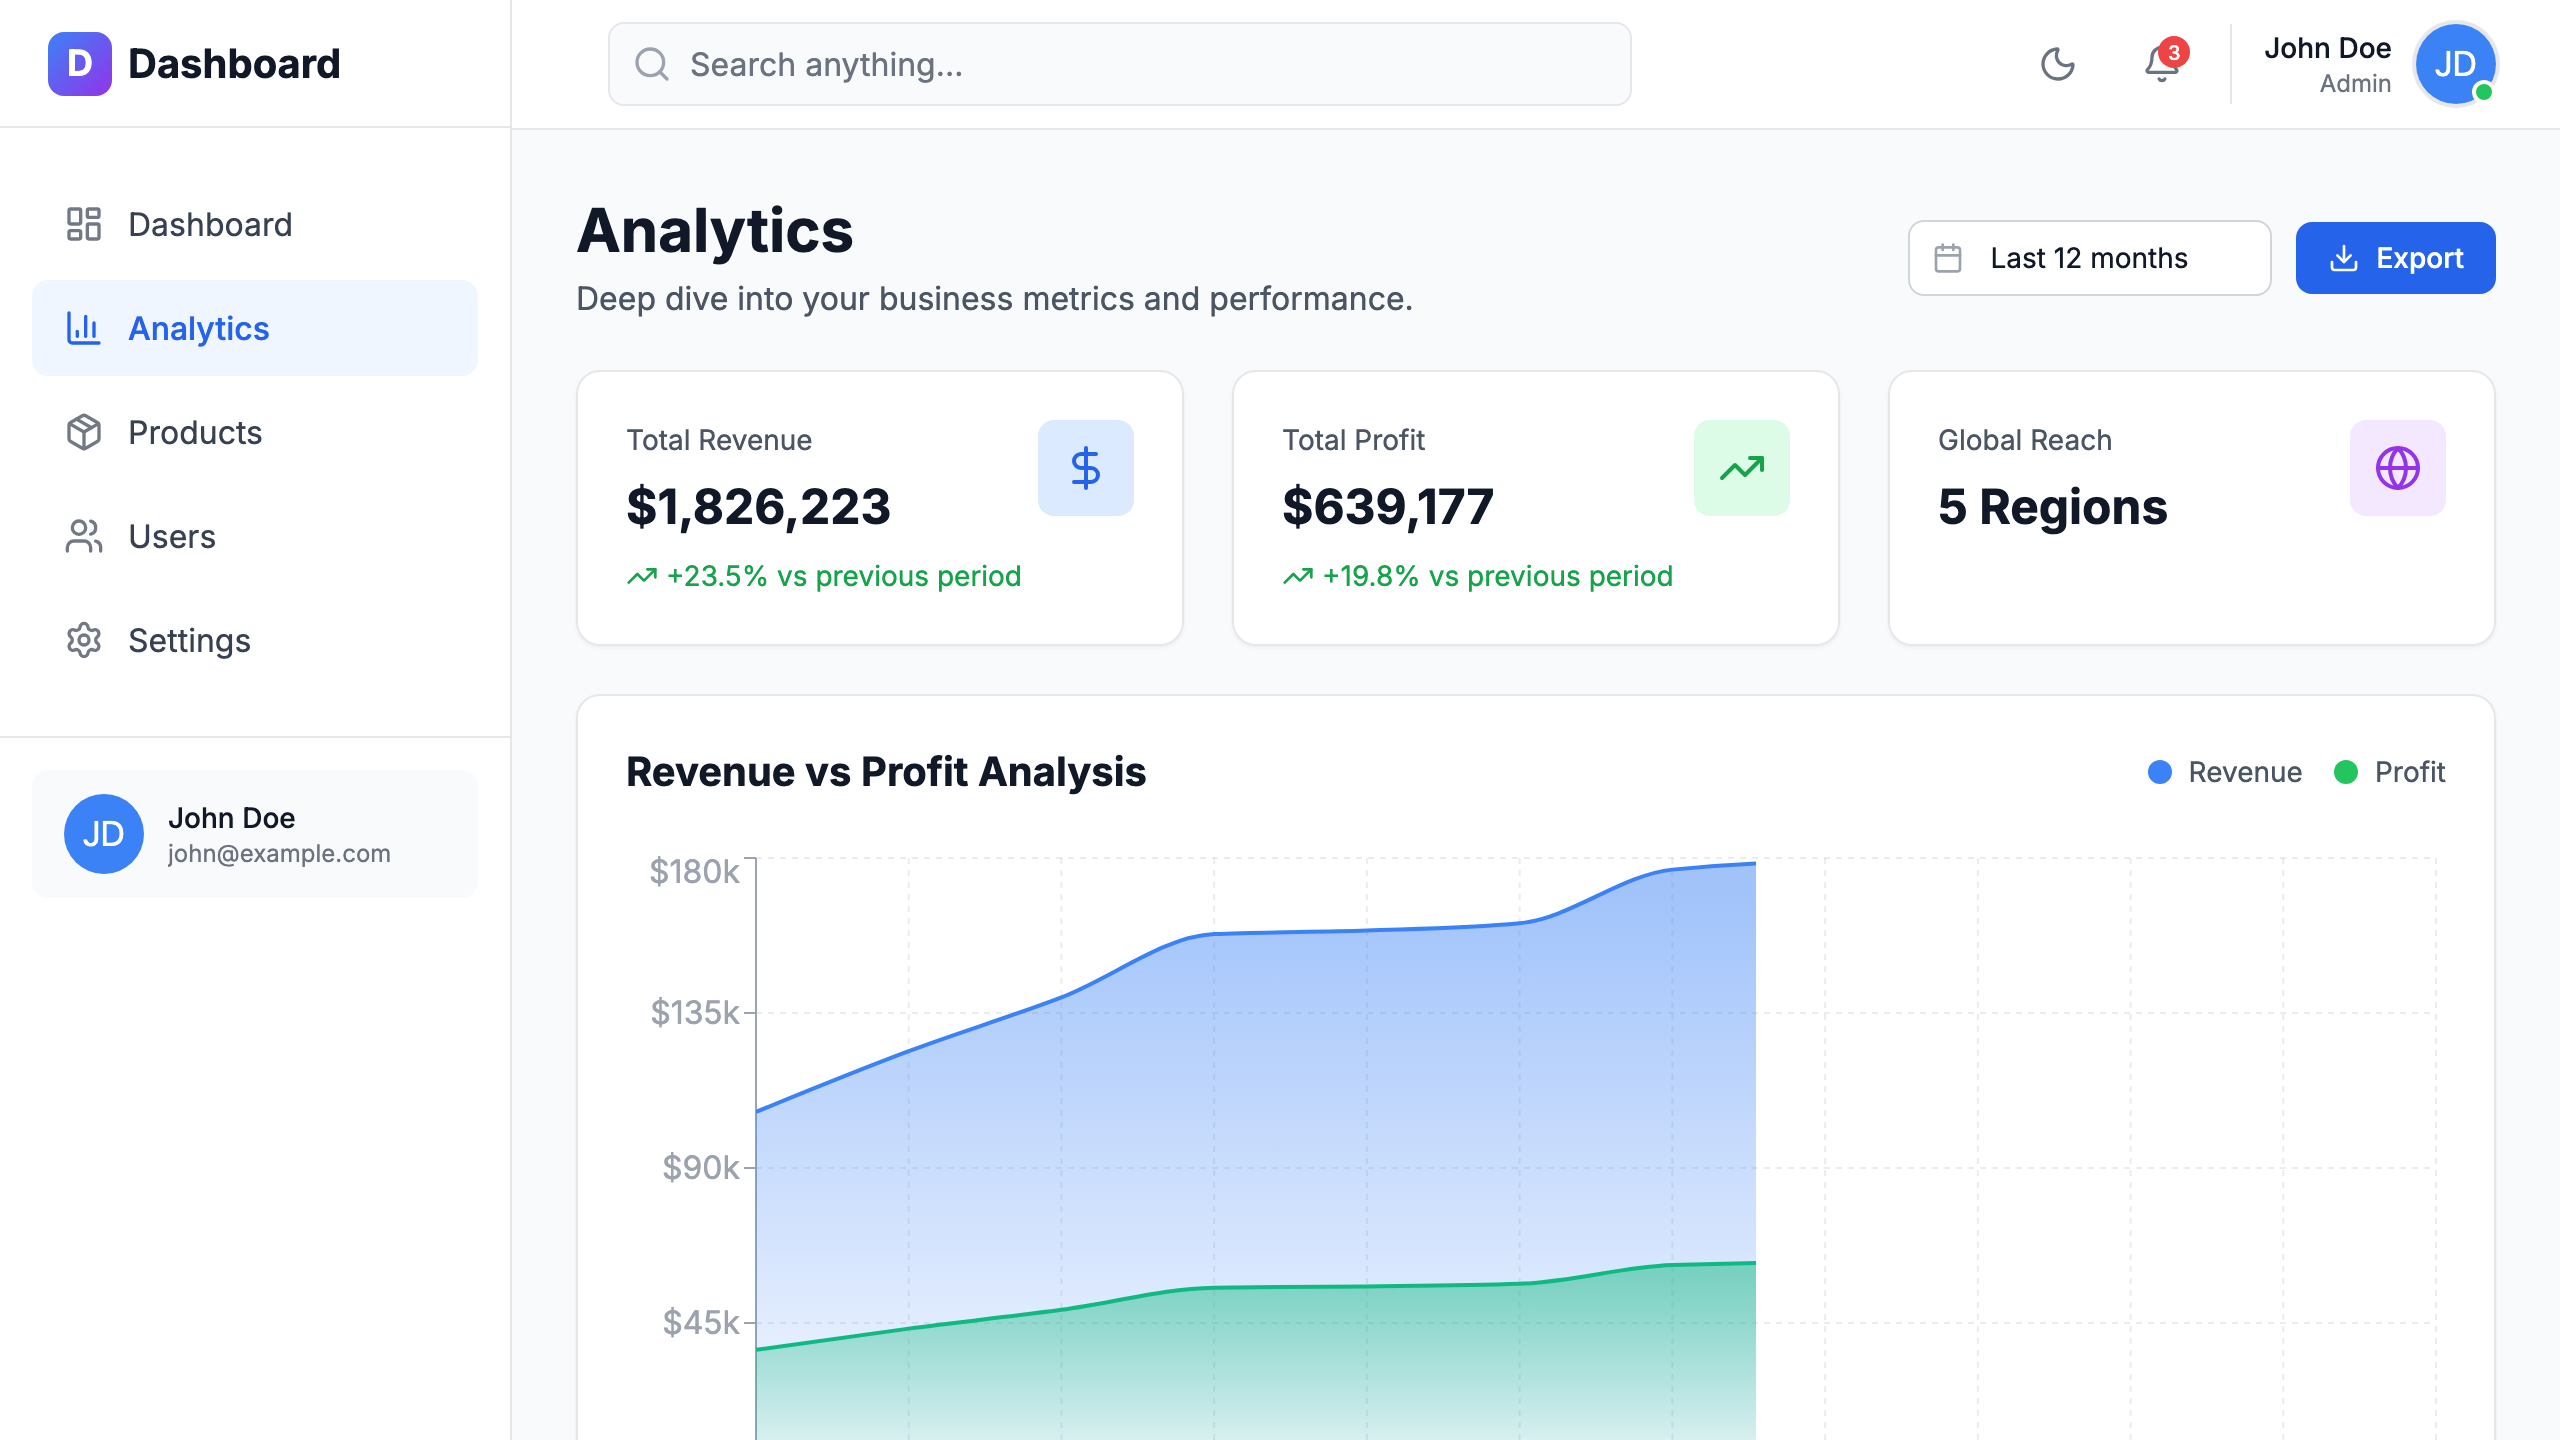 D Dashboard
Search anything...
3
John Doe
Admin
JD
Dashboard
Analytics
Products
Users
Settings
JD
John Doe
john@example.com
Analytics
Deep dive into your business metrics and performance.
Last 12 months
Export
Total Revenue
$1,826,223
+23.5% vs previous period
Total Profit
$639,177
+19.8% vs previous period
Global Reach
5 Regions
Revenue vs Profit Analysis
Revenue
Profit
$180k
$135k
$90k
$45k